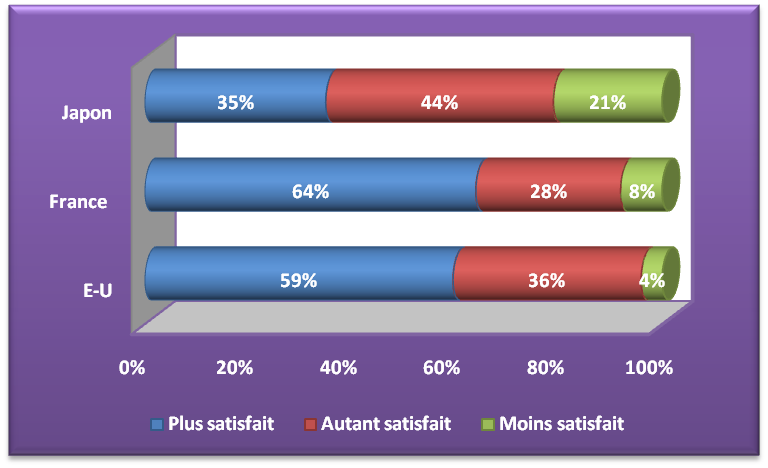 Japon 35% 44% 21%
France 64% 28% 8%
E-U 59% 36% 4%
0% 20% 40% 60% 80% 100%
Plus satisfait Autant satisfait Moins satisfait